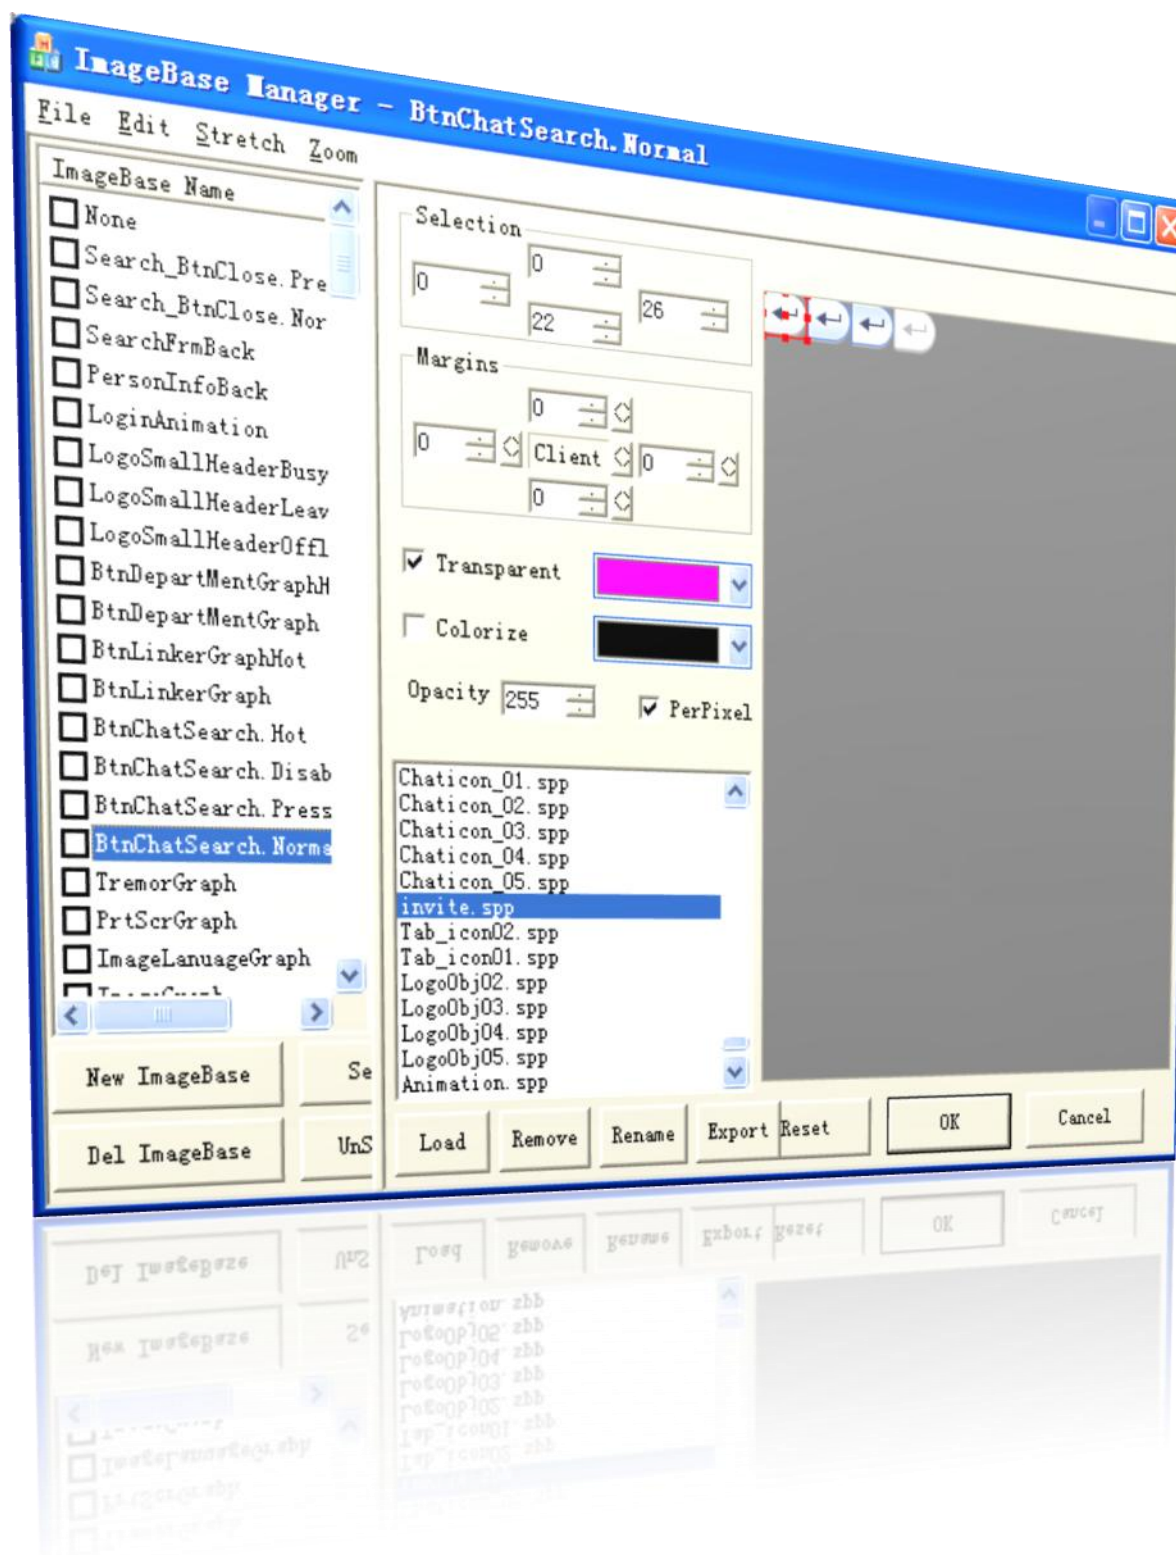 ImageBase Manager - BtnChatSearch.Normal
File Edit Stretch Zoom
ImageBase Name
None
Search_BtnClose.Pre
Search_BtnClose.Nor
SearchFrmBack
PersonInfoBack
LoginAnimation
LogoSmallHeaderBusy
LogoSmallHeaderLeav
LogoSmallHeaderOffl
BtnDepartMentGraphH
BtnDepartMentGraph
BtnLinkerGraphHot
BtnLinkerGraph
BtnChatSearch.Hot
BtnChatSearch.Disab
BtnChatSearch.Press
BtnChatSearch.Norma
TremorGraph
PrtScrGraph
ImageLanuageGraph
New ImageBase
Se
Del ImageBase
UnS
Selection
0
0
26
22
Margins
0
0
Client
0
0
Transparent
Colorize
Opacity 255
PerPixel
Chaticon_01.spp
Chaticon_02.spp
Chaticon_03.spp
Chaticon_04.spp
Chaticon_05.spp
invite.spp
Tab_icon02.spp
Tab_icon01.spp
LogoObj02.spp
LogoObj03.spp
LogoObj04.spp
LogoObj05.spp
Animation.spp
Load
Remove
Rename
Export
Reset
OK
Cancel